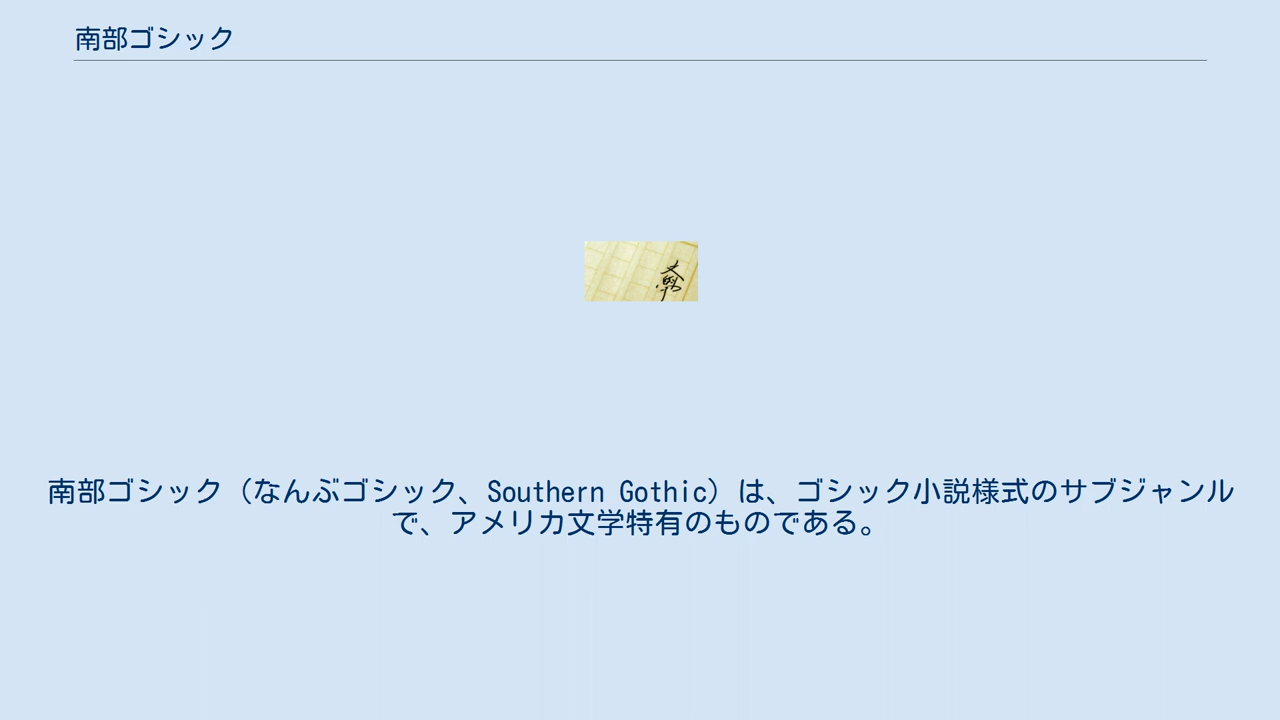 南部ゴシック
南部ゴシック（なんぶゴシック、Southern Gothic）は、ゴシック小説様式のサブジャンル
で、アメリカ文学特有のものである。